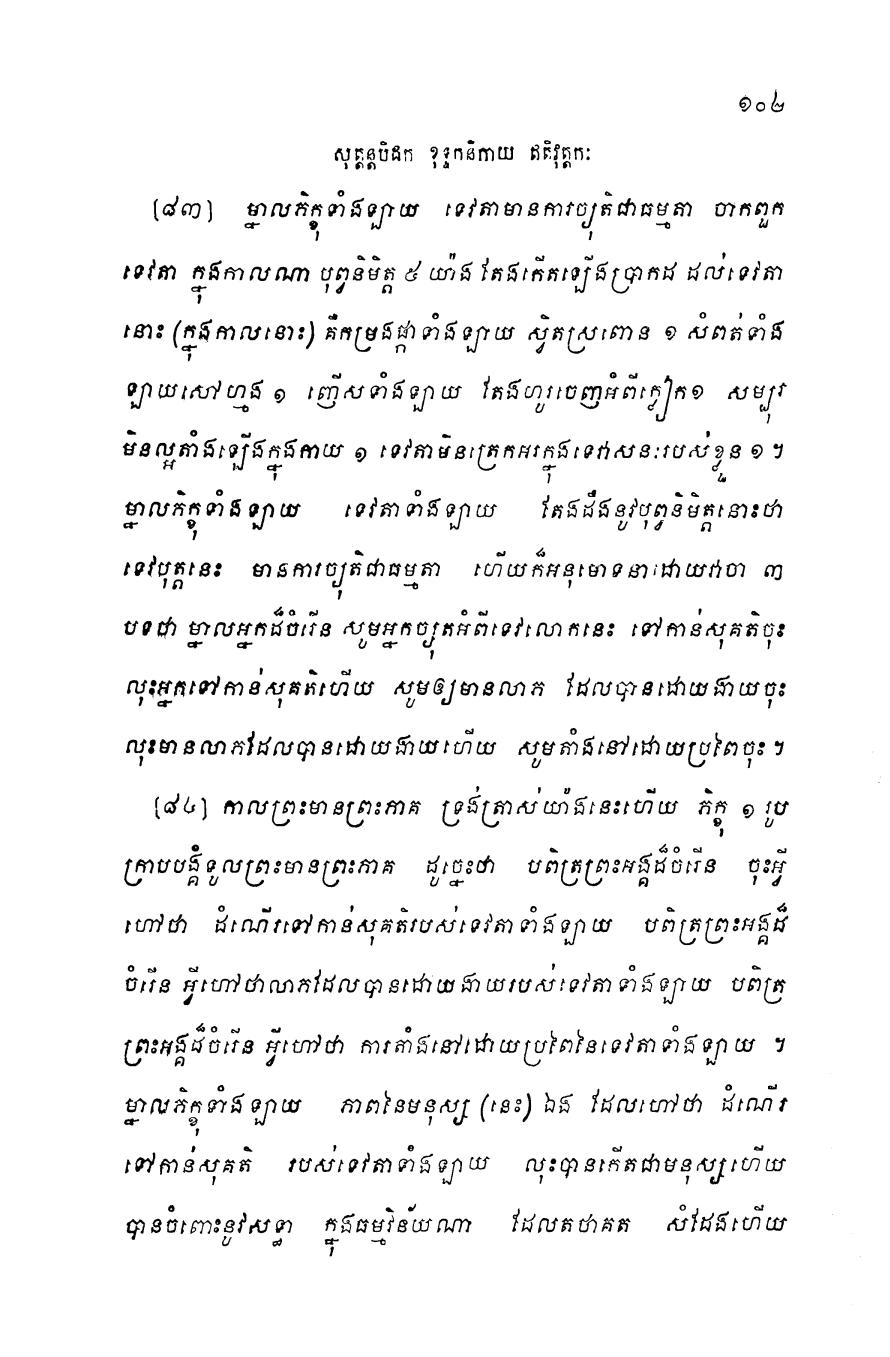 ១០៤
សុត្តន្តបិដក ខុទ្ទកនិកាយ ឥតិវុត្តកៈ
[៨៣] ម្នាលភិក្ខុទាំងឡាយ ទេវតាមានការច្យុតិជាធម្មតា ចាកពួក
ទេវតា ក្នុងកាលណា បុព្វនិមិត្ត ៥ យ៉ាង តែងកើតឡើងប្រាកដ ដល់ទេវតា
នោះ (ក្នុងកាលនោះ) គឺកម្រងផ្កាទាំងឡាយ ស្វិតស្រពោន ១ សំពត់ទាំង
ឡាយសៅហ្មង ១ ញើសទាំងឡាយ តែងហូរចេញអំពីក្លៀក១ សម្បុរ
មិនល្អតាំងឡើងក្នុងកាយ ១ ទេវតាមិនត្រេកអរក្នុងទេវាសនៈរបស់ខ្លួន ១ ។
ម្នាលភិក្ខុទាំងឡាយ ទេវតាទាំងឡាយ តែងដឹងនូវបុព្វនិមិត្តនោះថា
ទេវបុត្តនេះ មានការច្យុតិជាធម្មតា ហើយក៏អនុមោទនាដោយវាចា ៣
បទថា ម្នាលអ្នកដ៏ចំរើន សូមអ្នកច្យុតអំពីទេវលោកនេះ ទៅកាន់សុគតិចុះ
លុះអ្នកទៅកាន់សុគតិហើយ សូមឲ្យមានលាភ ដែលបានដោយងាយចុះ
លុះមានលាភដែលបានដោយងាយហើយ សូមតាំងនៅដោយប្រពៃចុះ ។
[៨៤] កាលព្រះមានព្រះភាគ ទ្រង់ត្រាស់យ៉ាងនេះហើយ ភិក្ខុ ១ រូប
ក្រាបបង្គំទូលព្រះមានព្រះភាគ ដូច្នេះថា បពិត្រព្រះអង្គដ៏ចំរើន ចុះអ្វី
ហៅថា ដំណើរទៅកាន់សុគតិរបស់ទេវតាទាំងឡាយ បពិត្រព្រះអង្គដ៏
ចំរើន អ្វីហៅថាលាភដែលបានដោយងាយរបស់ទេវតាទាំងឡាយ បពិត្រ
ព្រះអង្គដ៏ចំរើន អ្វីហៅថា ការតាំងនៅដោយប្រពៃនៃទេវតាទាំងឡាយ ។
ម្នាលភិក្ខុទាំងឡាយ ភាពនៃមនុស្ស (នេះ) ឯង ដែលហៅថា ដំណើរ
ទៅកាន់សុគតិ របស់ទេវតាទាំងឡាយ លុះបានកើតជាមនុស្សហើយ
បានចំពោះនូវសទ្ធា ក្នុងធម្មវិន័យណា ដែលតថាគត សំដែងហើយ